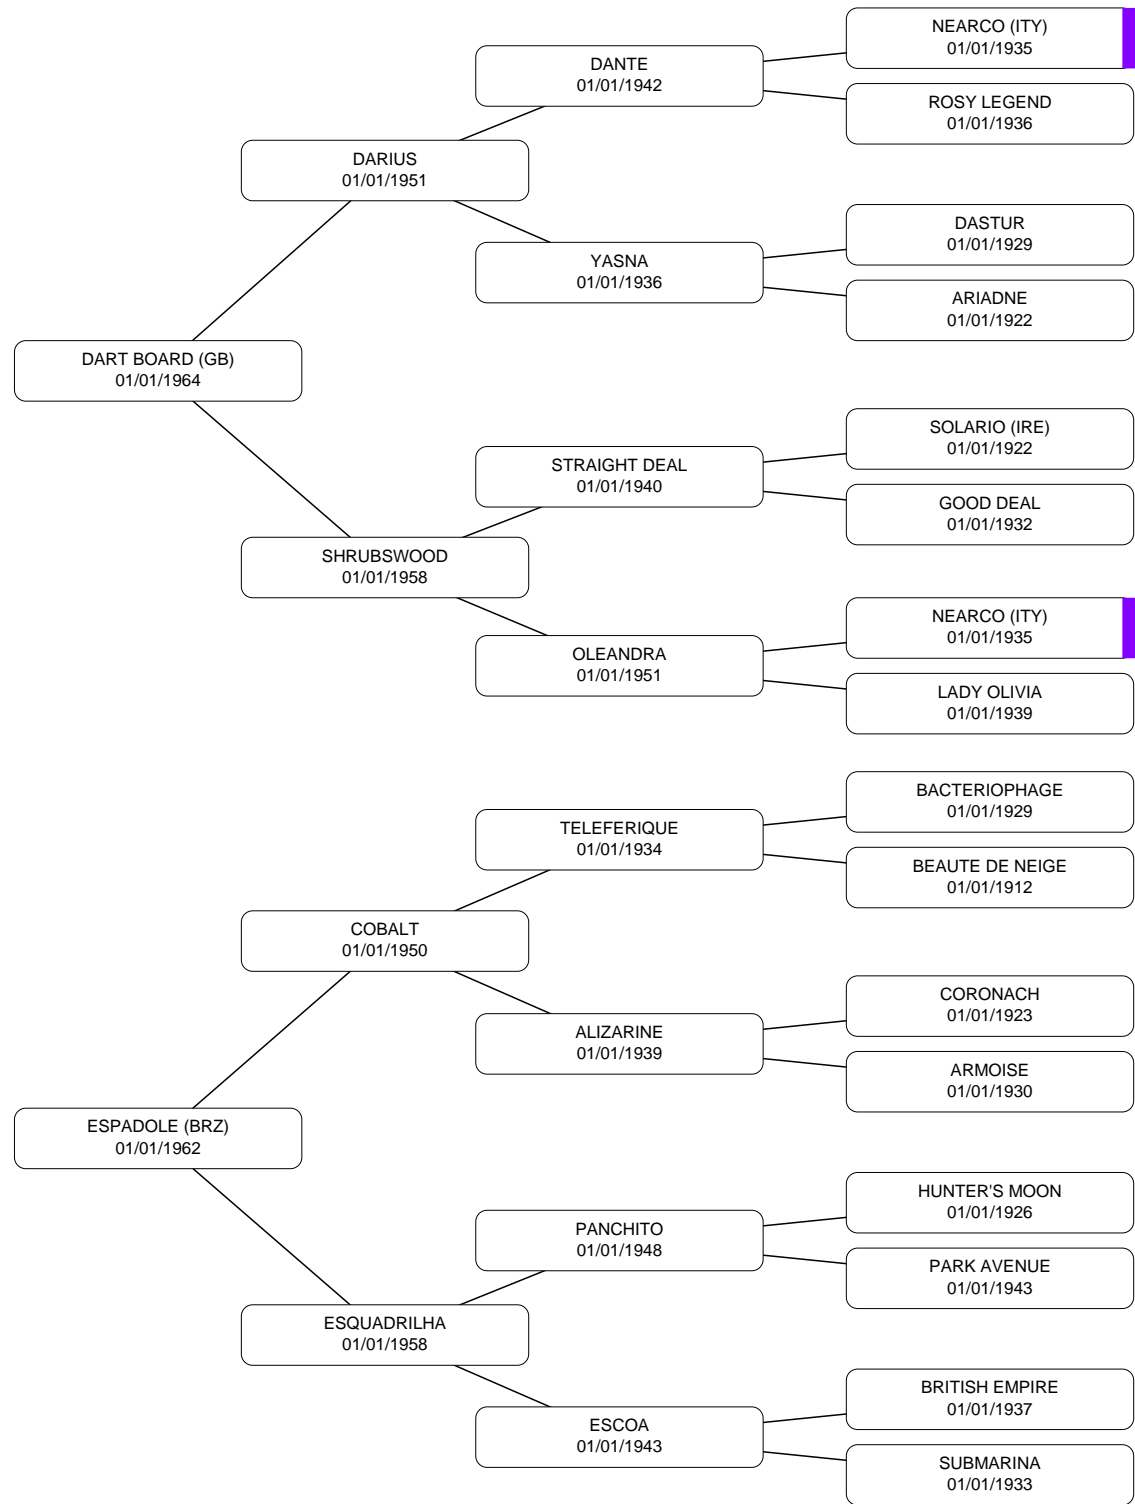 NEARCO (ITY)
01/01/1935
DANTE
01/01/1942
ROSY LEGEND
01/01/1936
DARIUS
01/01/1951
DASTUR
01/01/1929
YASNA
01/01/1936
ARIADNE
01/01/1922
DART BOARD (GB)
01/01/1964
SOLARIO (IRE)
01/01/1922
STRAIGHT DEAL
01/01/1940
GOOD DEAL
01/01/1932
SHRUBSWOOD
01/01/1958
NEARCO (ITY)
01/01/1935
OLEANDRA
01/01/1951
LADY OLIVIA
01/01/1939
BACTERIOPHAGE
01/01/1929
TELEFERIQUE
01/01/1934
BEAUTE DE NEIGE
01/01/1912
COBALT
01/01/1950
CORONACH
01/01/1923
ALIZARINE
01/01/1939
ARMOISE
01/01/1930
ESPADOLE (BRZ)
01/01/1962
HUNTER'S MOON
01/01/1926
PANCHITO
01/01/1948
PARK AVENUE
01/01/1943
ESQUADRILHA
01/01/1958
BRITISH EMPIRE
01/01/1937
ESCOA
01/01/1943
SUBMARINA
01/01/1933